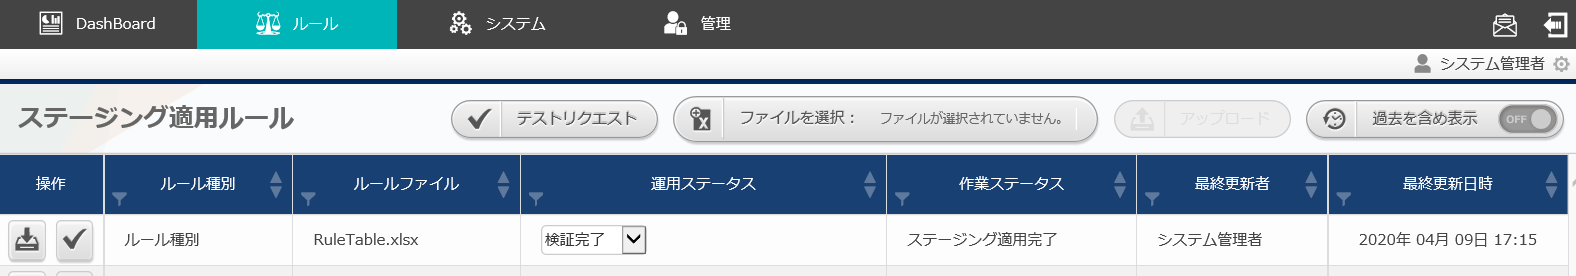 DashBoard ルール システム 管理
システム管理者
ステージング適用ルール テストリクエスト ファイルを選択： ファイルが選択されていません。 アップロード 過去を含め表示 OFF
操作 ルール種別 ルールファイル 運用ステータス 作業ステータス 最終更新者 最終更新日時
ルール種別 RuleTable.xlsx 検証完了 ステージング適用完了 システム管理者 2020年 04月 09日 17:15